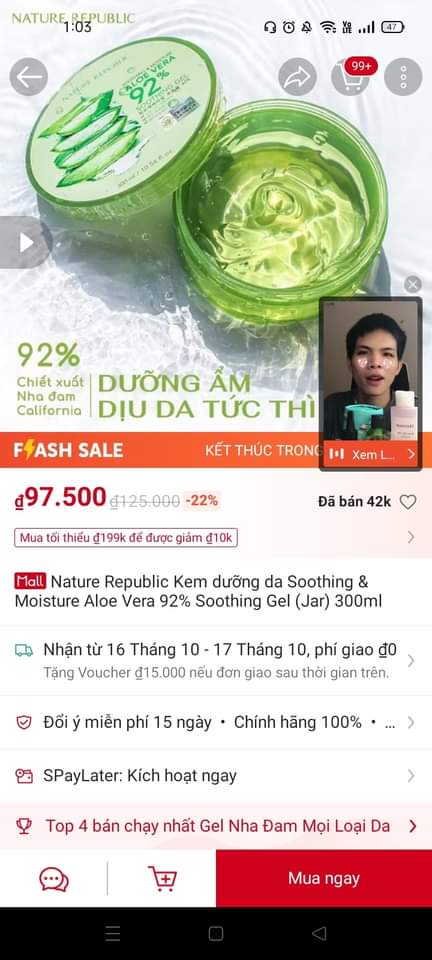 NATURE REPUBLIC
1:03
Vo
LTE
47
99+
NATURE REPUBLIC
ALOE VERA
92%
SOOTHING GEL
92%
Chiết xuất
Nha đam
California
DƯỠNG ẨM
DỊU DA TỨC THÌ
FLASH SALE
KẾT THÚC TRONG
Xem L...
₫97.500 ₫125.000 -22%
Đã bán 42k
Mua tối thiểu ₫199k để được giảm ₫10k
Mall Nature Republic Kem dưỡng da Soothing &
Moisture Aloe Vera 92% Soothing Gel (Jar) 300ml
Nhận từ 16 Tháng 10 - 17 Tháng 10, phí giao ₫0
Tặng Voucher ₫15.000 nếu đơn giao sau thời gian trên.
Đổi ý miễn phí 15 ngày • Chính hãng 100% • ...
SPayLater: Kích hoạt ngay
Top 4 bán chạy nhất Gel Nha Đam Mọi Loại Da
Mua ngay